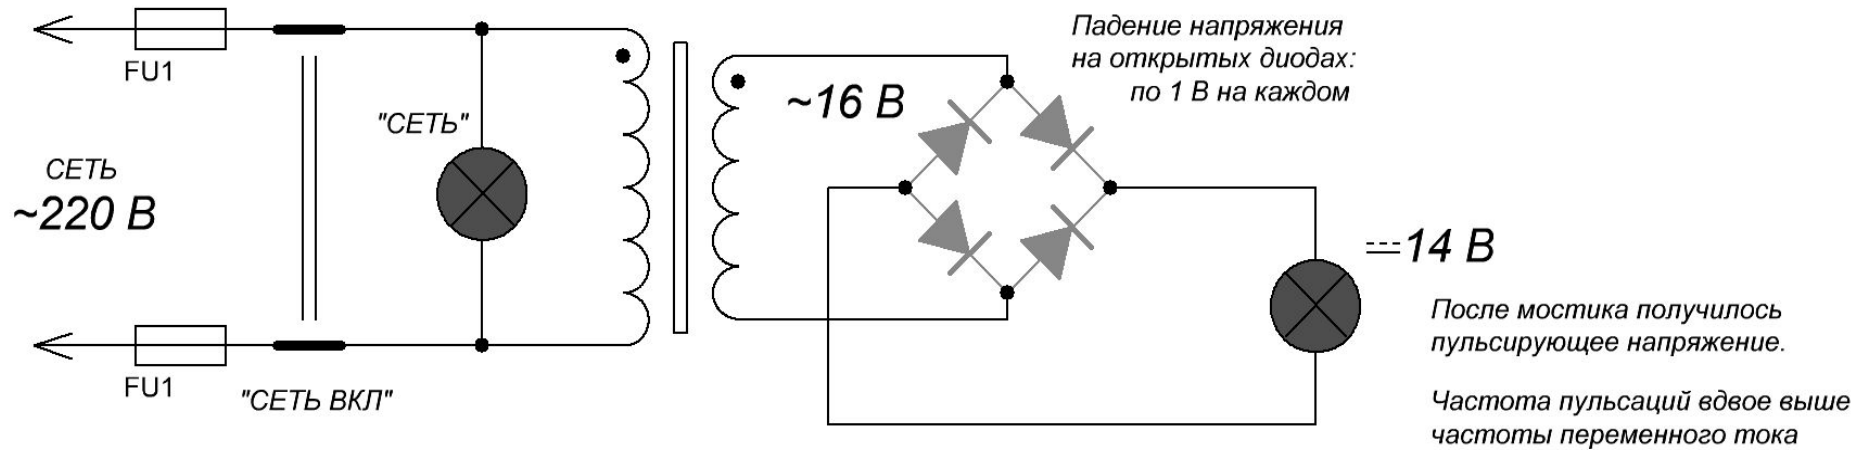 FU1
"СЕТЬ"
СЕТЬ
~220 В
FU1
"СЕТЬ ВКЛ"
~16 В
Падение напряжения
на открытых диодах:
по 1 В на каждом
14 В
После мостика получилось
пульсирующее напряжение.
Частота пульсаций вдвое выше
частоты переменного тока